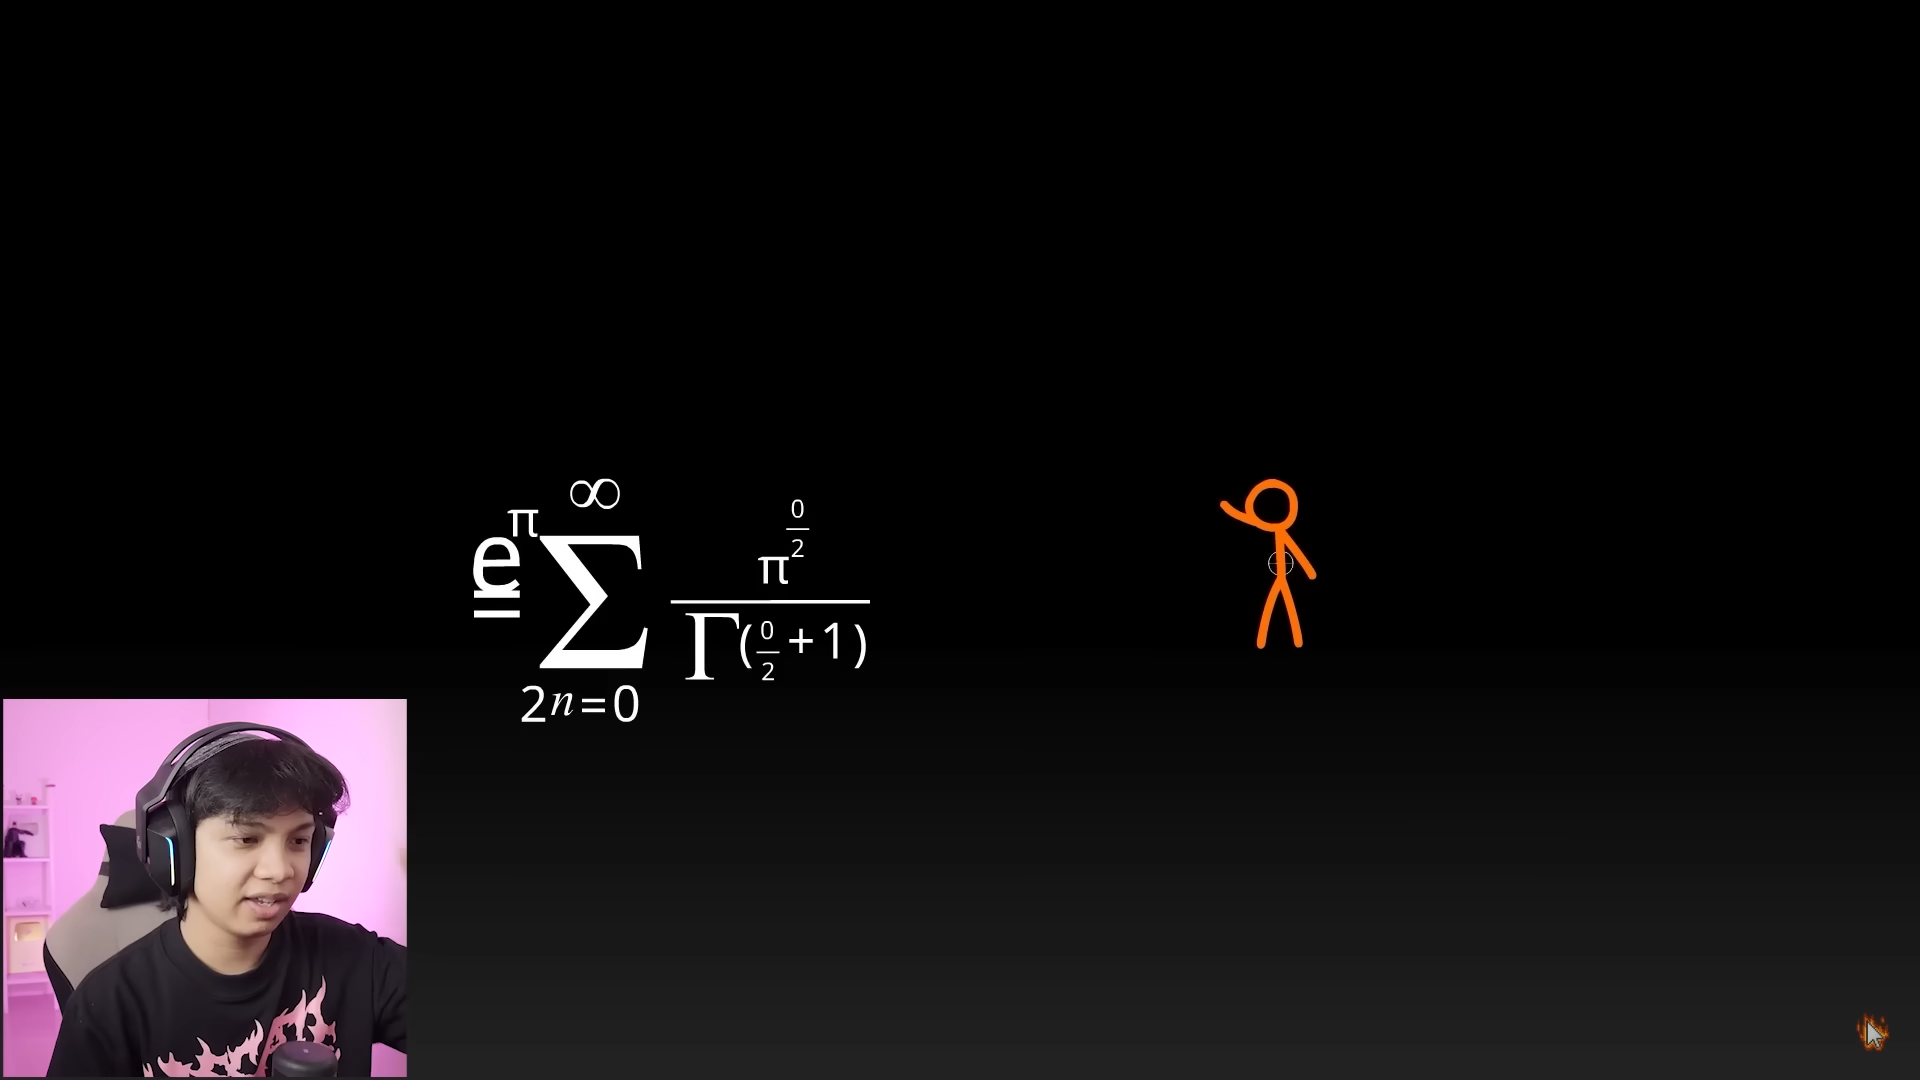 e^π = ∞ Σ 2n=0 π^(0/2) / Γ(0/2+1)